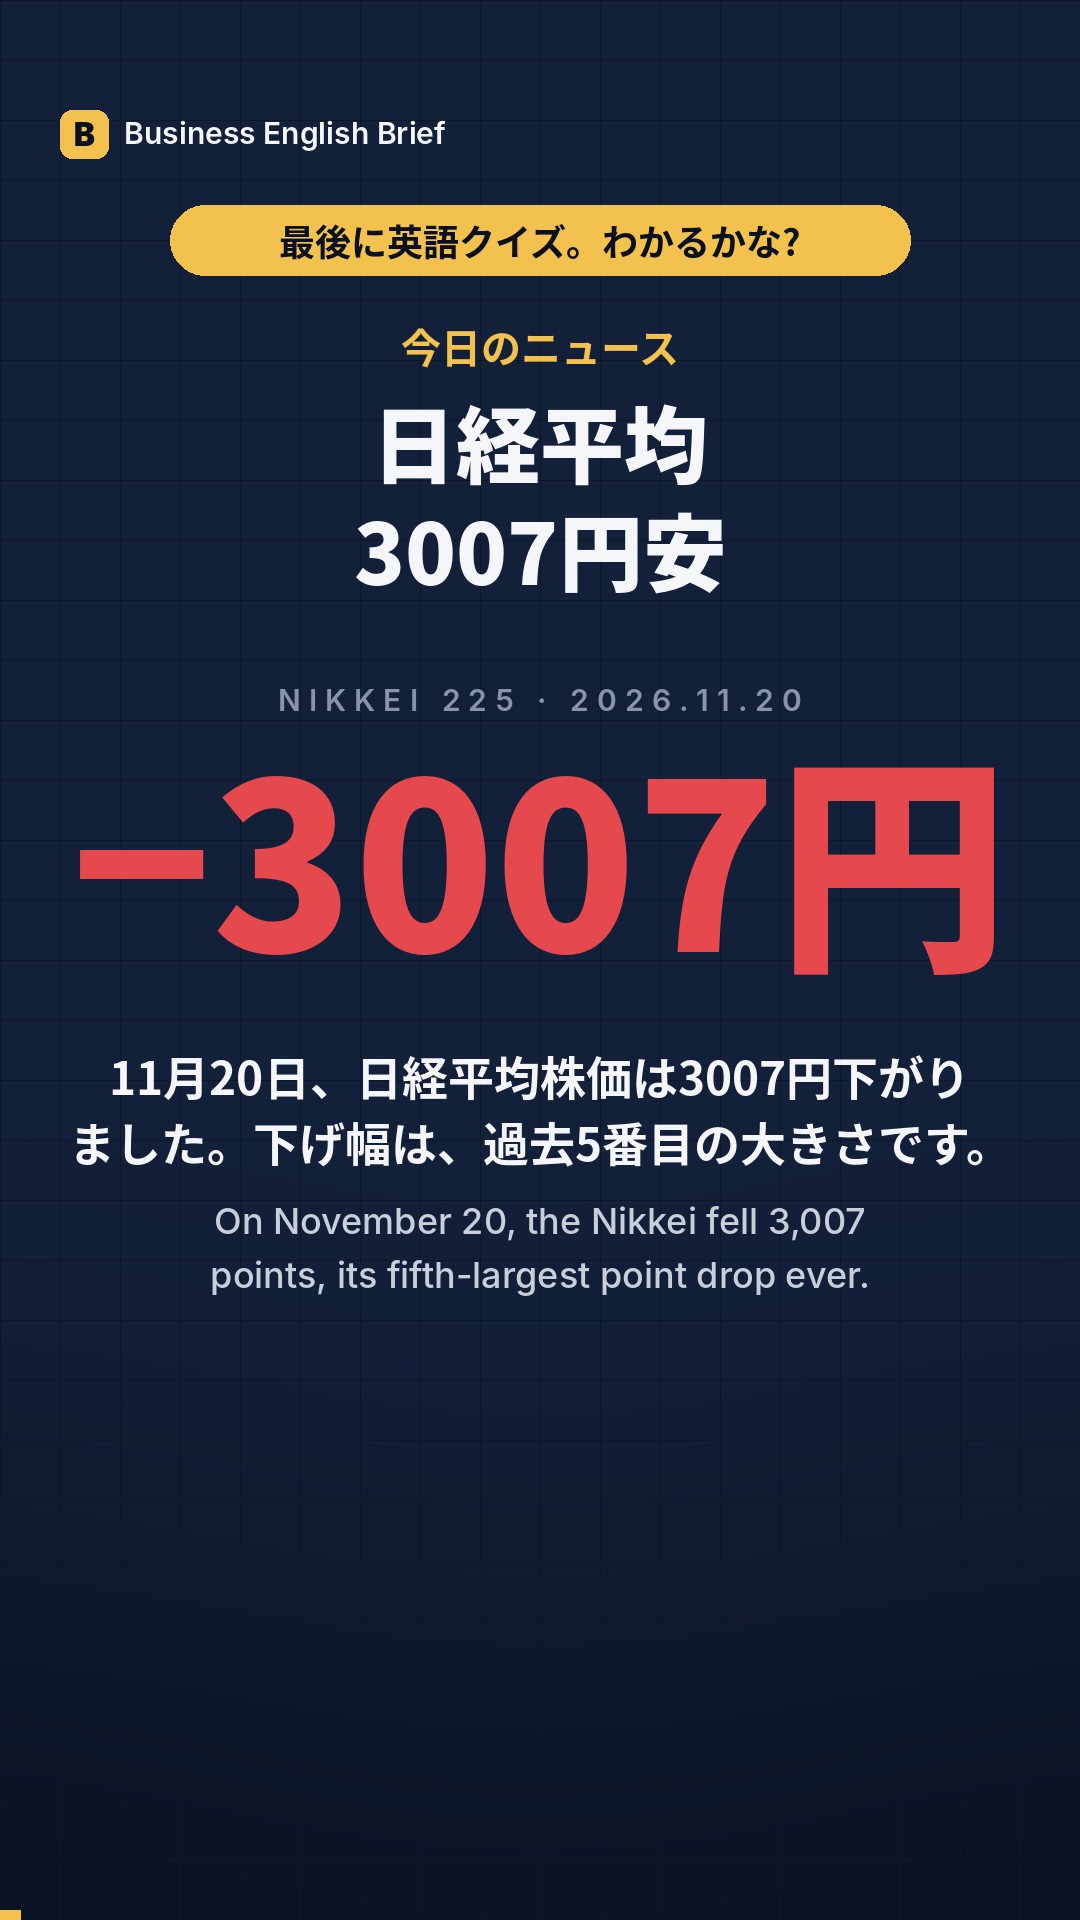 B Business English Brief
最後に英語クイズ。わかるかな?
今日のニュース
日経平均
3007円安
NIKKEI 225 · 2026.11.20
−3007円
11月20日、日経平均株価は3007円下がり
ました。下げ幅は、過去5番目の大きさです。
On November 20, the Nikkei fell 3,007
points, its fifth-largest point drop ever.